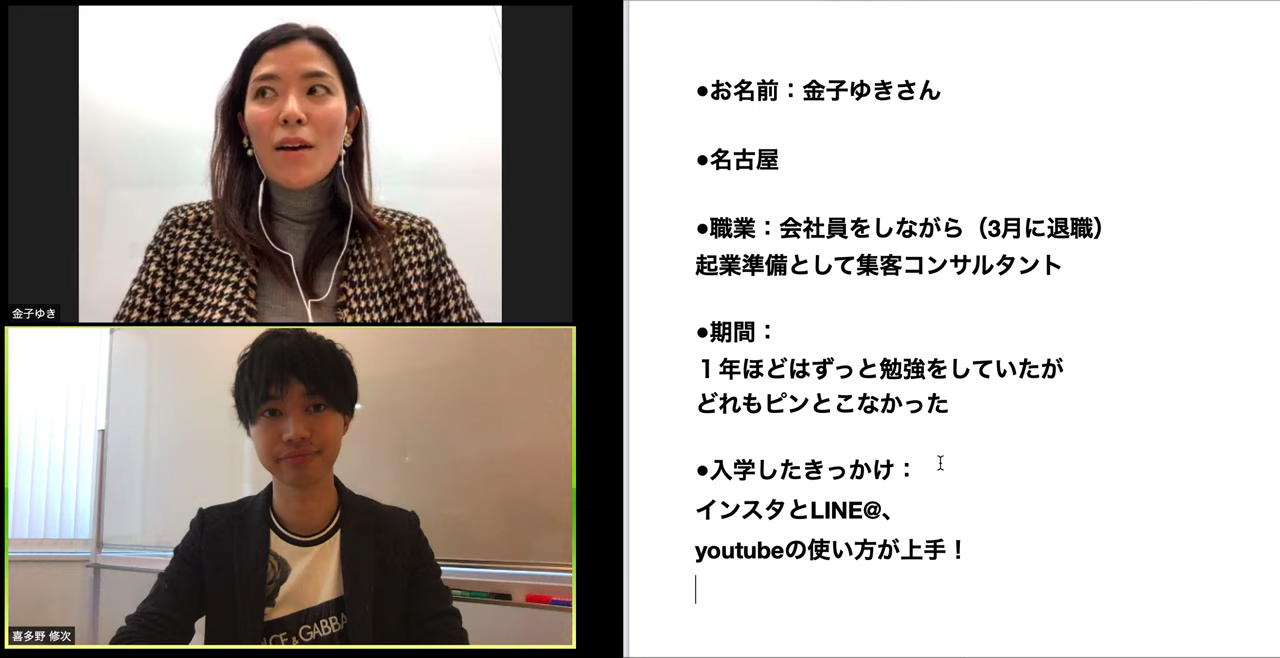 金子ゆき
CE & GABBA
喜多野 修次
●お名前：金子ゆきさん
●名古屋
●職業：会社員をしながら（3月に退職）
起業準備として集客コンサルタント
●期間：
１年ほどはずっと勉強をしていたが
どれもピンとこなかった
●入学したきっかけ：
インスタとLINE@、
youtubeの使い方が上手！